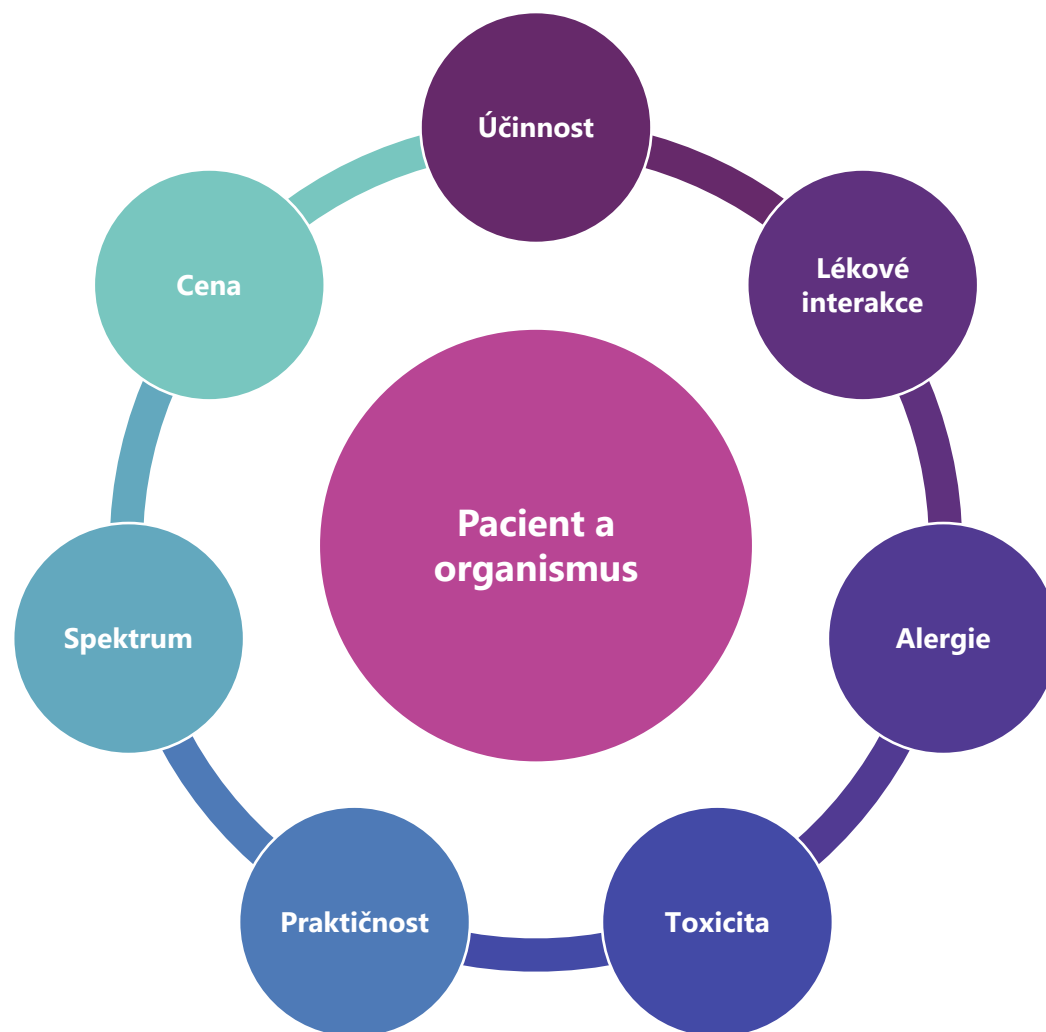 Účinnost
Lékové
interakce
Alergie
Toxicita
Praktičnost
Spektrum
Cena
Pacient a
organismus